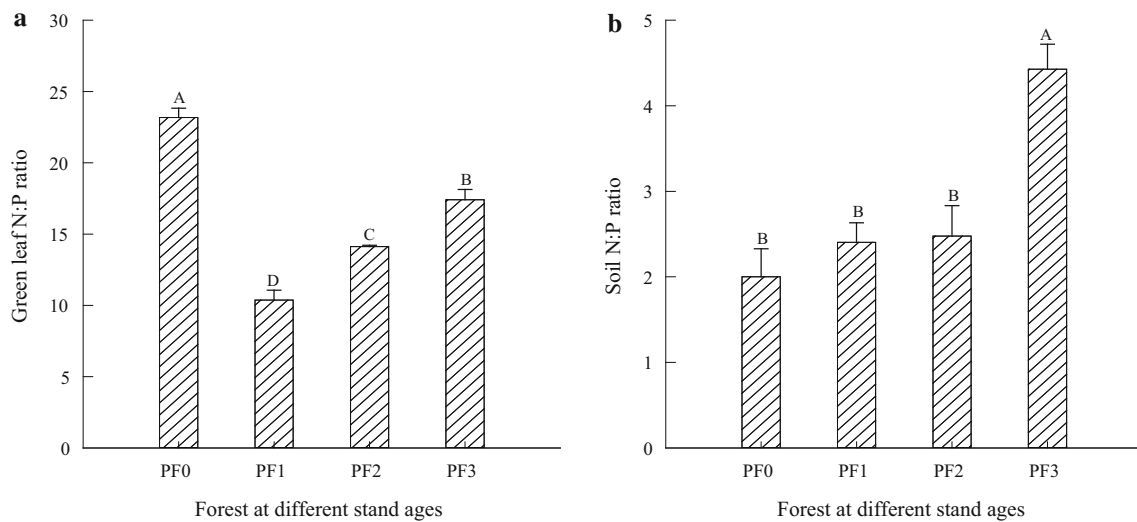 a
30
25
20
15
10
5
0
Green leaf N:P ratio
A
D
C
B
PF0 PF1 PF2 PF3
Forest at different stand ages
b
5
4
3
2
1
0
Soil N:P ratio
B
B
B
A
PF0 PF1 PF2 PF3
Forest at different stand ages